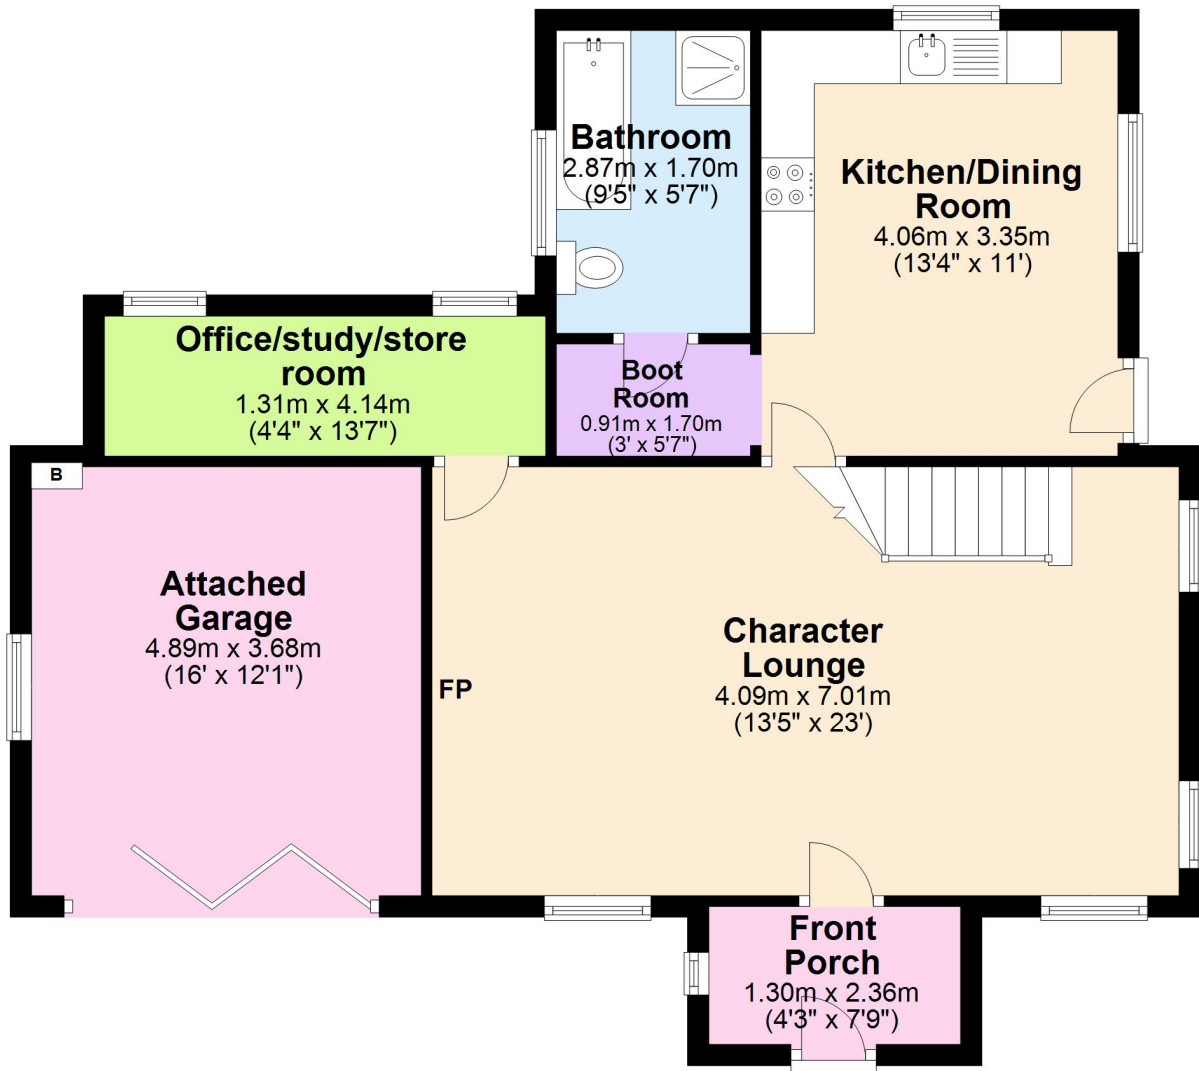 Bathroom
2.87m x 1.70m
(9'5" x 5'7")
Kitchen/Dining
Room
4.06m x 3.35m
(13'4" x 11')
Office/study/store
room
1.31m x 4.14m
(4'4" x 13'7")
Boot
Room
0.91m x 1.70m
(3' x 5'7")
B
Attached
Garage
4.89m x 3.68m
(16' x 12'1")
FP
Character
Lounge
4.09m x 7.01m
(13'5" x 23')
Front
Porch
1.30m x 2.36m
(4'3" x 7'9")